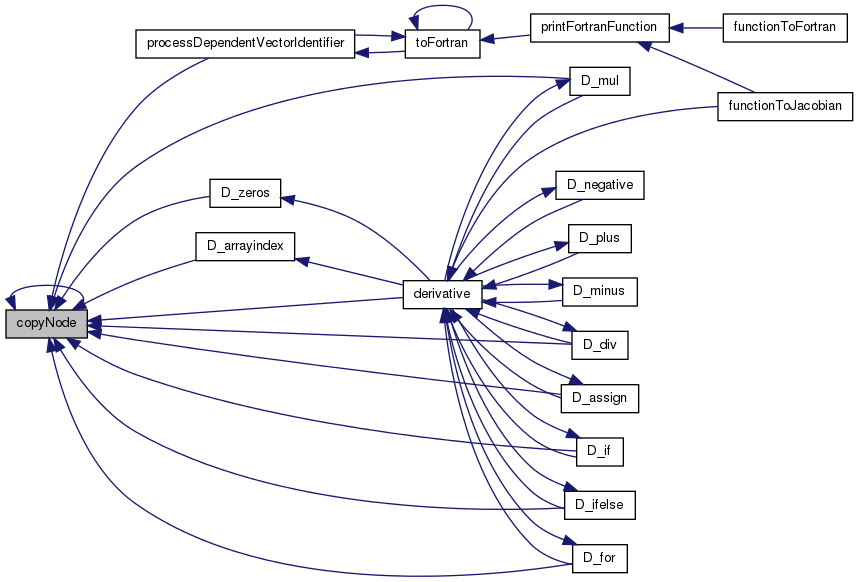 printFortranFunction
functionToFortran
processDependentVectorIdentifier
toFortran
D_mul
functionToJacobian
D_zeros
D_negative
D_arrayindex
D_plus
derivative
D_minus
copyNode
D_div
D_assign
D_if
D_ifelse
D_for